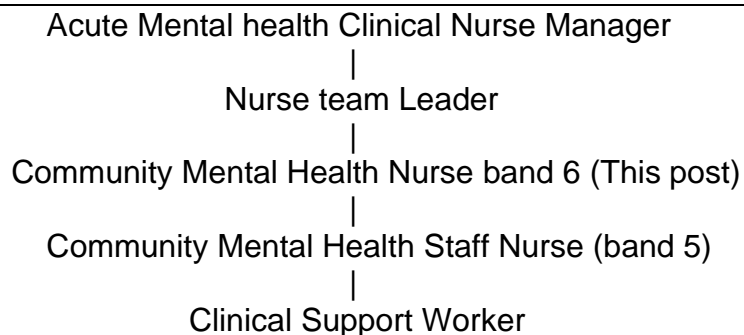 Acute Mental health Clinical Nurse Manager
|
Nurse team Leader
|
Community Mental Health Nurse band 6 (This post)
|
Community Mental Health Staff Nurse (band 5)
|
Clinical Support Worker